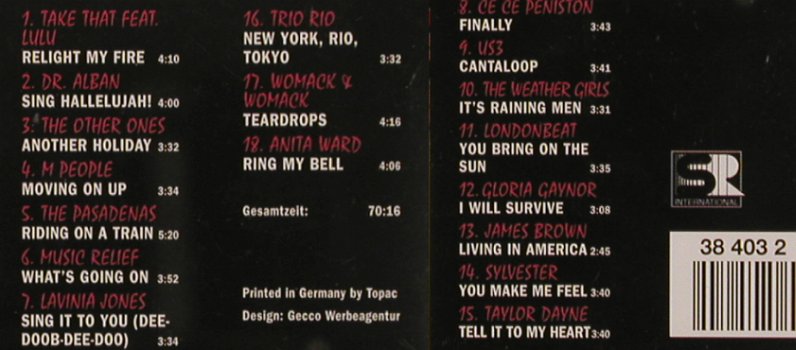 1. TAKE THAT FEAT.
LULU
RELIGHT MY FIRE 4:10
2. DR. ALBAN
SING HALLELUJAH! 4:00
3. THE OTHER ONES
ANOTHER HOLIDAY 3:32
4. M PEOPLE
MOVING ON UP 3:34
5. THE PASADENAS
RIDING ON A TRAIN 5:20
6. MUSIC RELIEF
WHAT'S GOING ON 3:52
7. LAVINIA JONES
SING IT TO YOU (DEE-
DOOB-DEE-DOO) 3:34
16. TRIO RIO
NEW YORK, RIO,
TOKYO 3:32
17. WOMACK &
WOMACK
TEARDROPS 4:16
18. ANITA WARD
RING MY BELL 4:06
Gesamtzeit: 70:16
Printed in Germany by Topac
Design: Gecco Werbeagentur
8. CE CE PENISTON
FINALLY 3:43
9. US3
CANTALOOP 3:41
10. THE WEATHER GIRLS
IT'S RAINING MEN 3:31
11. LONDONBEAT
YOU BRING ON THE
SUN 3:35
12. GLORIA GAYNOR
I WILL SURVIVE 3:08
13. JAMES BROWN
LIVING IN AMERICA 2:45
14. SYLVESTER
YOU MAKE ME FEEL 3:40
15. TAYLOR DAYNE
TELL IT TO MY HEART 3:40
SR
INTERNATIONAL
38 403 2